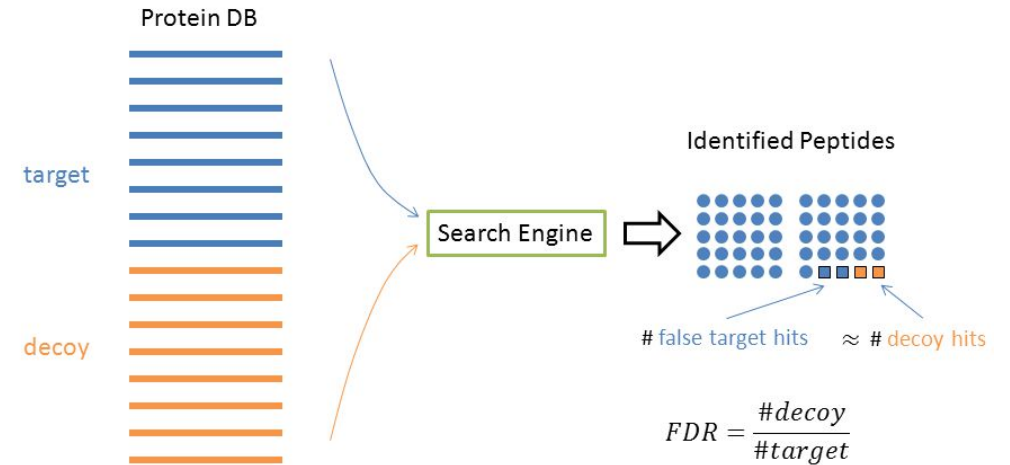 Protein DB
target
decoy
Search Engine
Identified Peptides
# false target hits ≈ # decoy hits
FDR = #decoy / #target